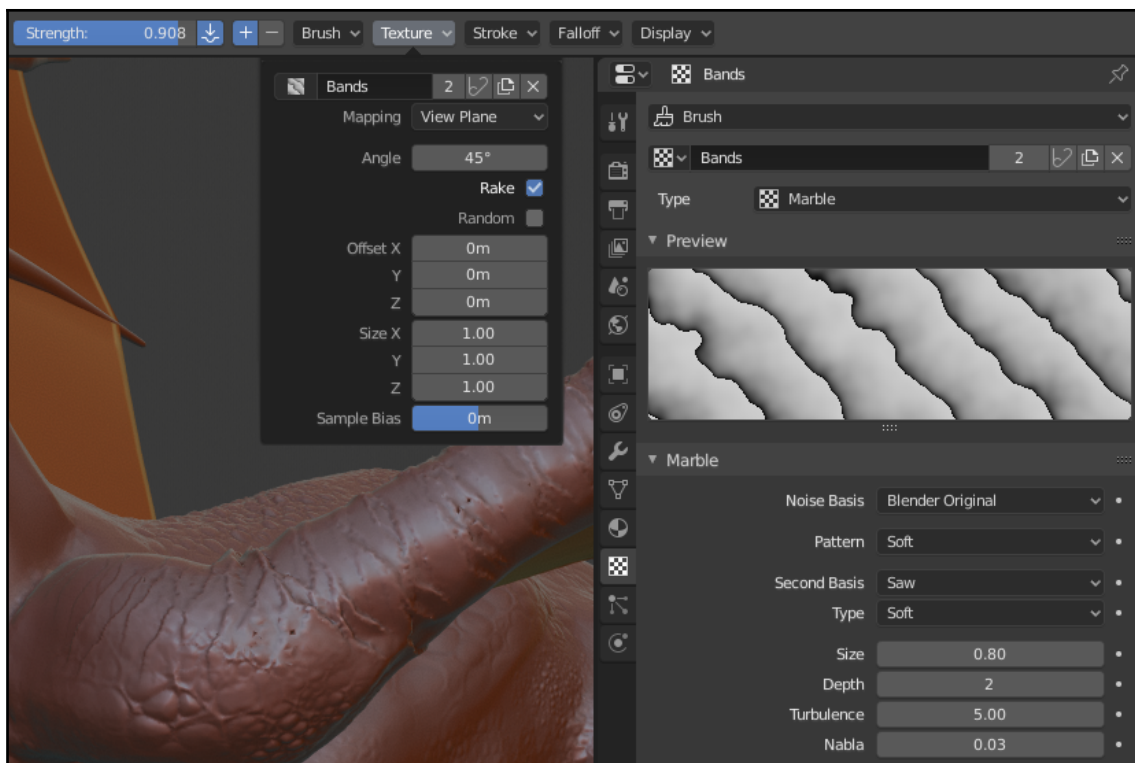 Strength: 0.908 Brush Texture Stroke Falloff Display
Bands 2
Mapping View Plane
Angle 45°
Rake
Random
Offset X 0m
Y 0m
Z 0m
Size X 1.00
Y 1.00
Z 1.00
Sample Bias 0m
Bands
Brush
Bands 2
Type Marble
Preview
Marble
Noise Basis Blender Original
Pattern Soft
Second Basis Saw
Type Soft
Size 0.80
Depth 2
Turbulence 5.00
Nabla 0.03